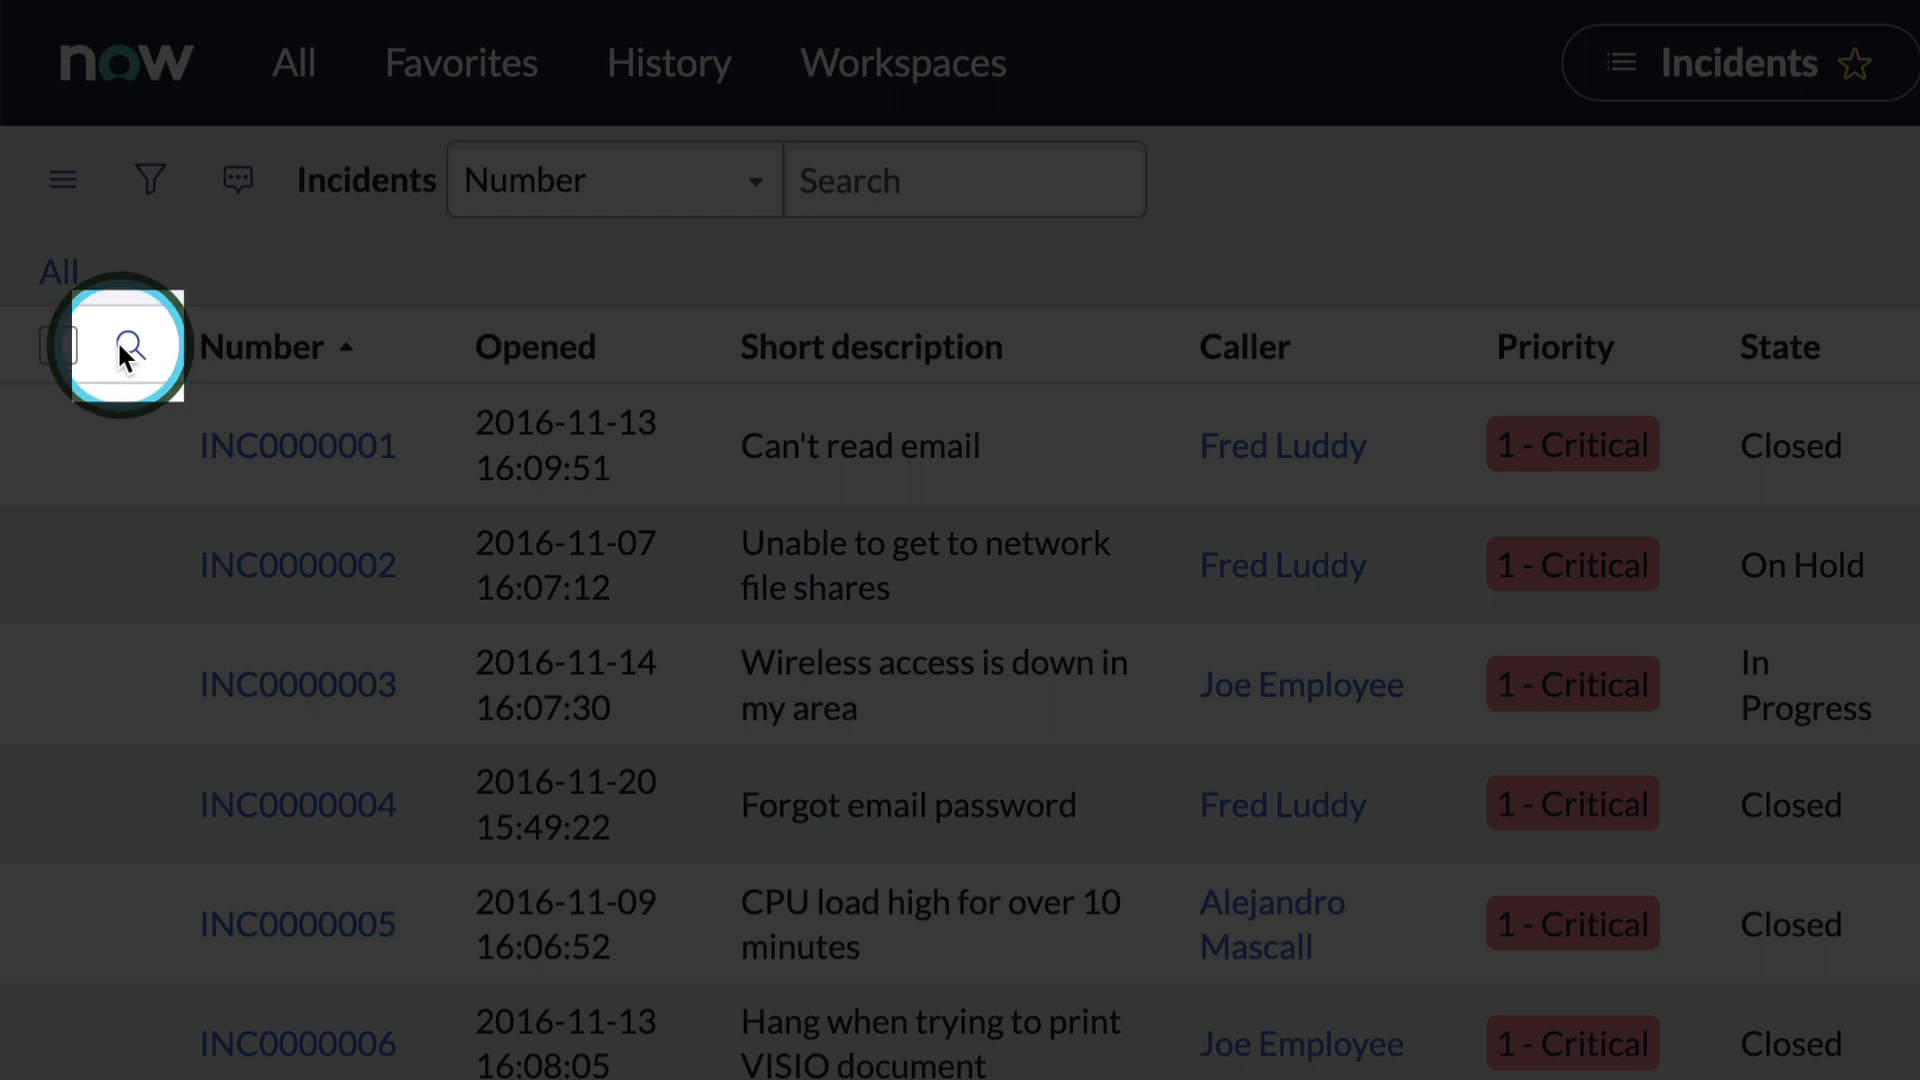 now All Favorites History Workspaces Incidents
Incidents Number Search
All
Number Opened Short description Caller Priority State
INC0000001 2016-11-13 16:09:51 Can't read email Fred Luddy 1 - Critical Closed
INC0000002 2016-11-07 16:07:12 Unable to get to network file shares Fred Luddy 1 - Critical On Hold
INC0000003 2016-11-14 16:07:30 Wireless access is down in my area Joe Employee 1 - Critical In Progress
INC0000004 2016-11-20 15:49:22 Forgot email password Fred Luddy 1 - Critical Closed
INC0000005 2016-11-09 16:06:52 CPU load high for over 10 minutes Alejandro Mascall 1 - Critical Closed
INC0000006 2016-11-13 16:08:05 Hang when trying to print VISIO document Joe Employee 1 - Critical Closed